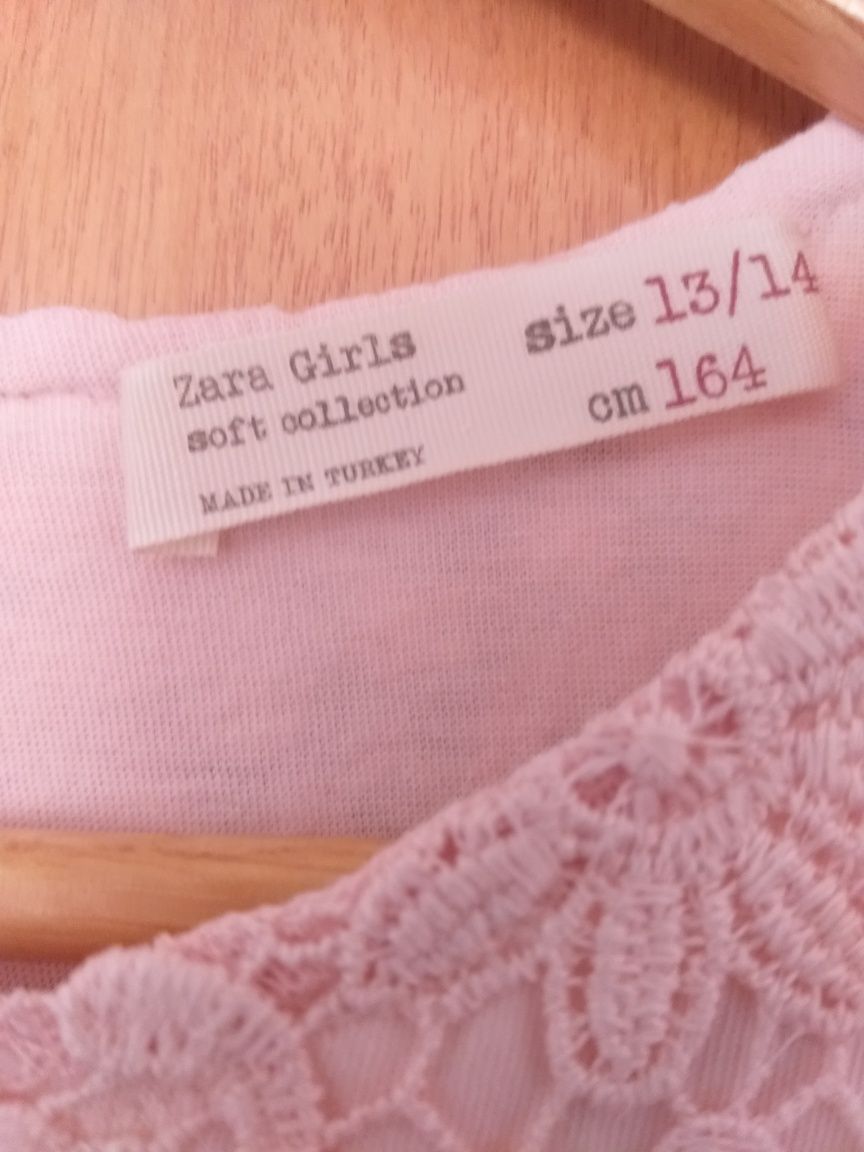 Zara Girls
soft collection
MADE IN TURKEY
size 13/14
cm 164